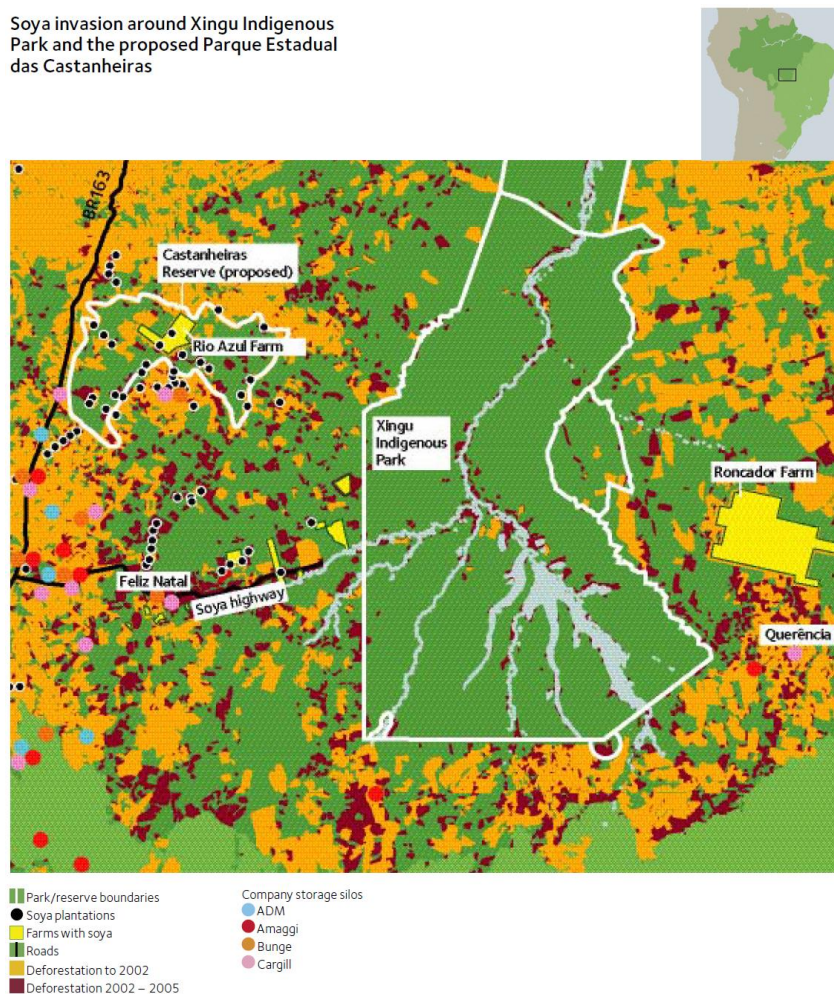 Soya invasion around Xingu Indigenous
Park and the proposed Parque Estadual
das Castanheiras
BR163
Castanheiras
Reserve (proposed)
Rio Azul Farm
Xingu
Indigenous
Park
Roncador Farm
Feliz Natal
Soya highway
Querência
Park/reserve boundaries
Soya plantations
Farms with soya
Roads
Deforestation to 2002
Deforestation 2002 – 2005
Company storage silos
ADM
Amaggi
Bunge
Cargill